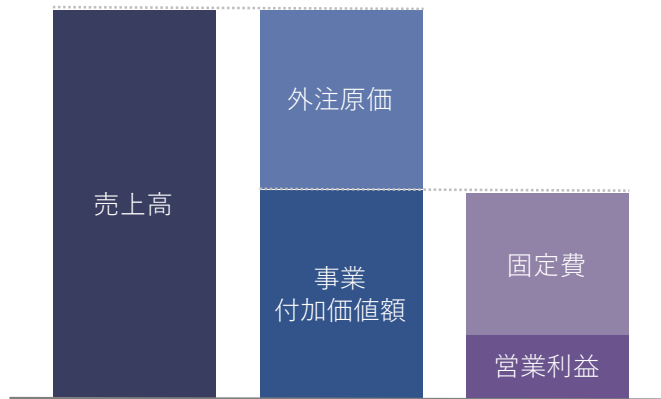 売上高
外注原価
事業
付加価値額
固定費
営業利益